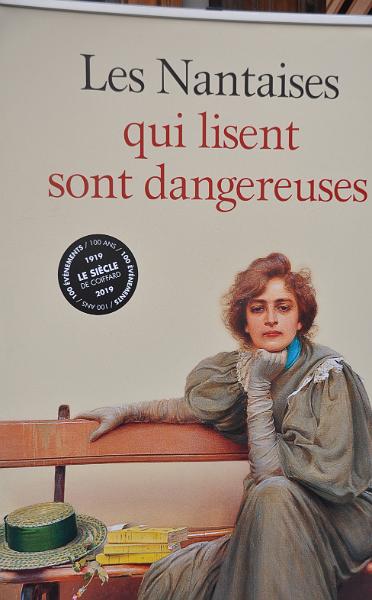 Les Nantaises
qui lisent
sont dangereuses
100 ÉVÉNEMENTS / 100 ANS / 100 ÉVÉNEMENTS / 100 ANS /
1919
LE SIÈCLE
DE COIFFARD
2019